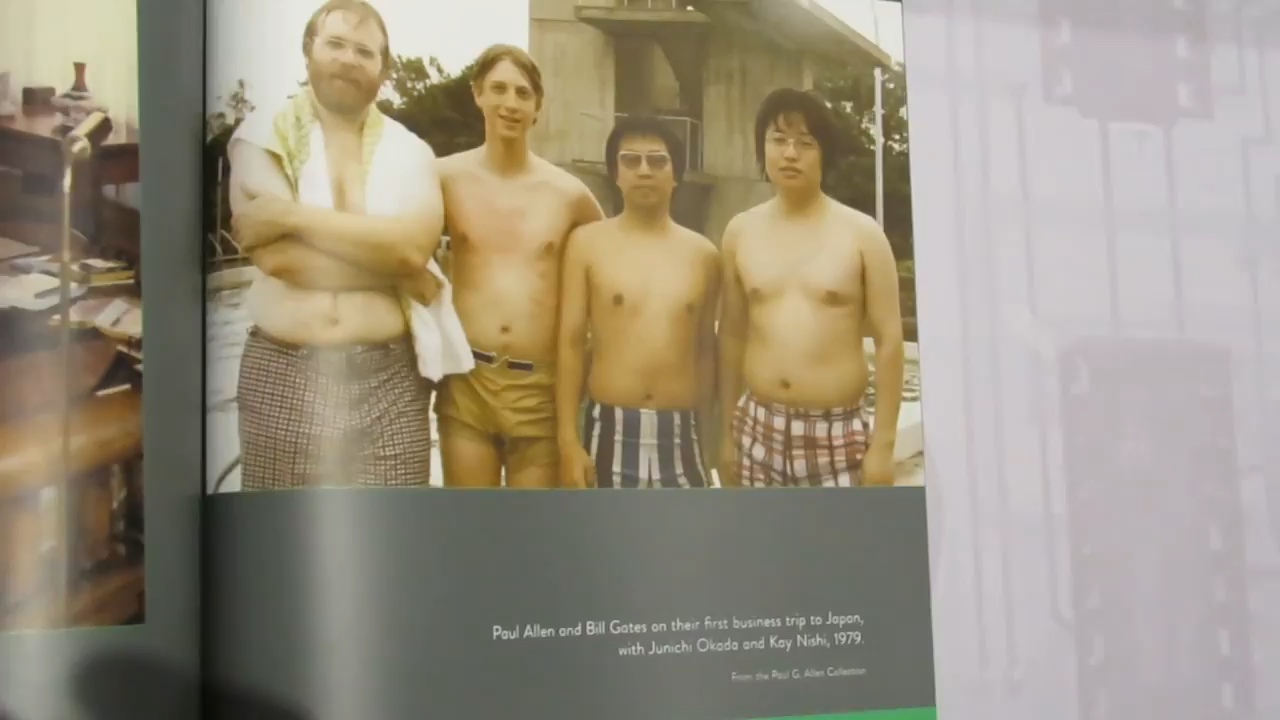 Paul Allen and Bill Gates on their first business trip to Japan,
with Junichi Okada and Kay Nishi, 1979.
From the Paul G. Allen Collection